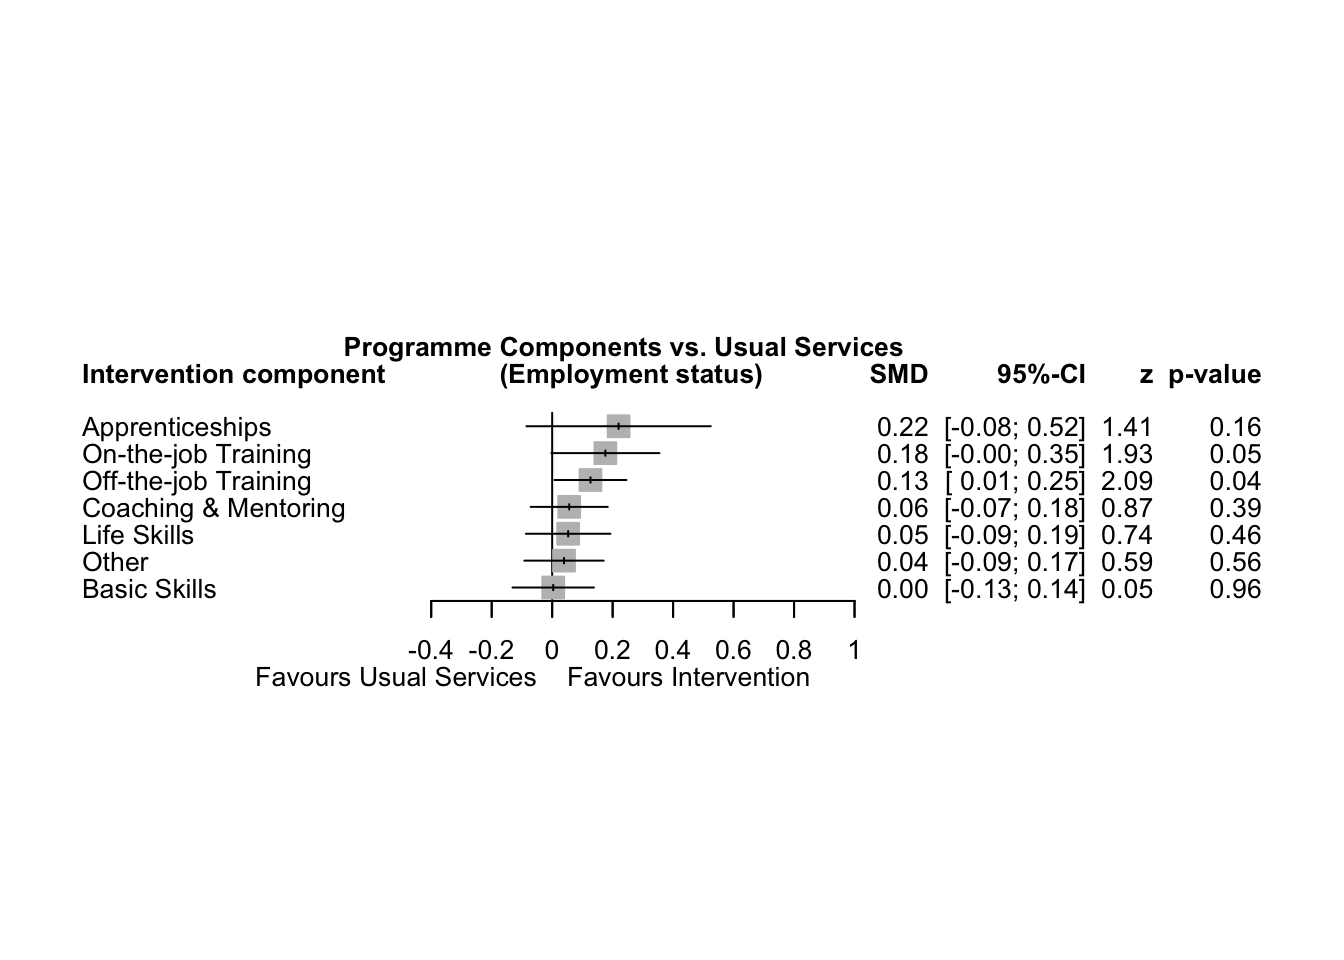 Programme Components vs. Usual Services
Intervention component (Employment status) SMD 95%-CI z p-value
Apprenticeships 0.22 [-0.08; 0.52] 1.41 0.16
On-the-job Training 0.18 [-0.00; 0.35] 1.93 0.05
Off-the-job Training 0.13 [ 0.01; 0.25] 2.09 0.04
Coaching & Mentoring 0.06 [-0.07; 0.18] 0.87 0.39
Life Skills 0.05 [-0.09; 0.19] 0.74 0.46
Other 0.04 [-0.09; 0.17] 0.59 0.56
Basic Skills 0.00 [-0.13; 0.14] 0.05 0.96
-0.4 -0.2 0 0.2 0.4 0.6 0.8 1
Favours Usual Services Favours Intervention